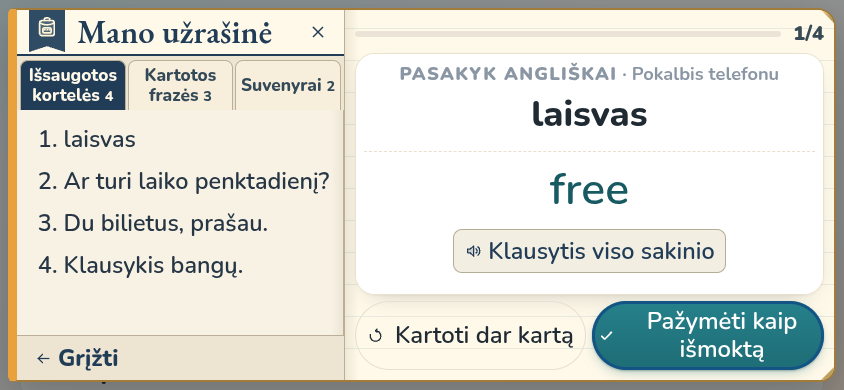 Mano užrašinė
Išsaugotos
kortelės 4
Kartotos
frazės 3
Suvenyrai 2
1. laisvas
2. Ar turi laiko penktadienį?
3. Du bilietus, prašau.
4. Klausykis bangų.
← Grįžti
1/4
PASAKYK ANGLIŠKAI · Pokalbis telefonu
laisvas
free
Klausytis viso sakinio
Kartoti dar kartą
Pažymėti kaip
išmoktą